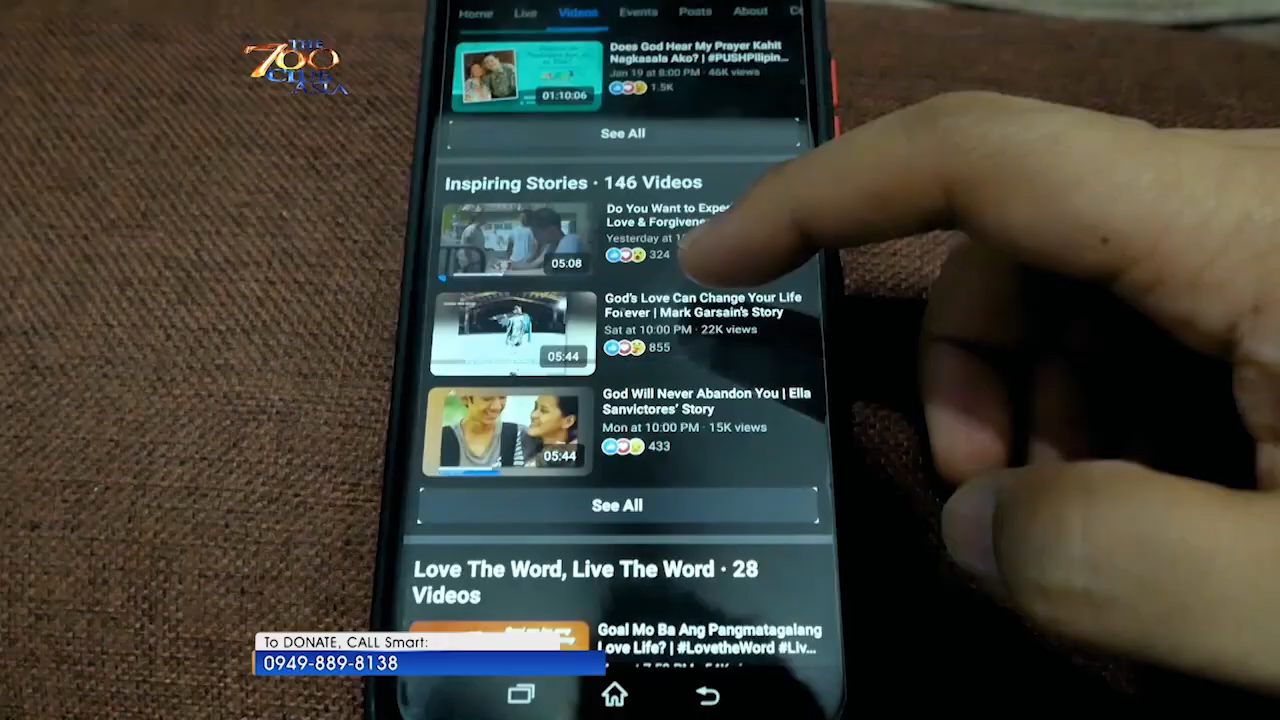 THE
700
CLUB
ASIA
Home Live Videos Events Posts About
Does God Hear My Prayer Kahit
Nagkasala Ako? | #PUSHPilipin...
Jan 19 at 8:00 PM · 46K views
1.5K
01:10:06
See All
Inspiring Stories · 146 Videos
Do You Want to
Love &
Yesterday at
324
05:08
God's Love Can Change Your Life
Forever | Mark Garsain's Story
Sat at 10:00 PM · 22K views
855
05:44
God Will Never Abandon You | Ella
Sanvictores' Story
Mon at 10:00 PM · 15K views
433
05:44
See All
Love The Word, Live The Word · 28
Videos
Goal Mo Ba Ang Pangmatagalang
Love Life? | #LovetheWord #Liv...
To DONATE, CALL Smart:
0949-889-8138